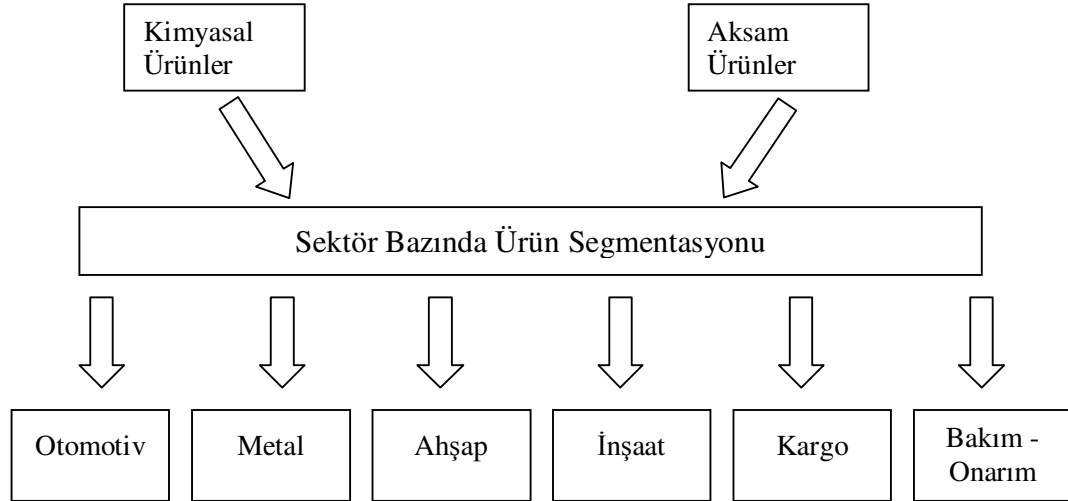 Kimyasal
Ürünler
Aksam
Ürünler
Sektör Bazında Ürün Segmentasyonu
Otomotiv
Metal
Ahşap
İnşaat
Kargo
Bakım -
Onarım